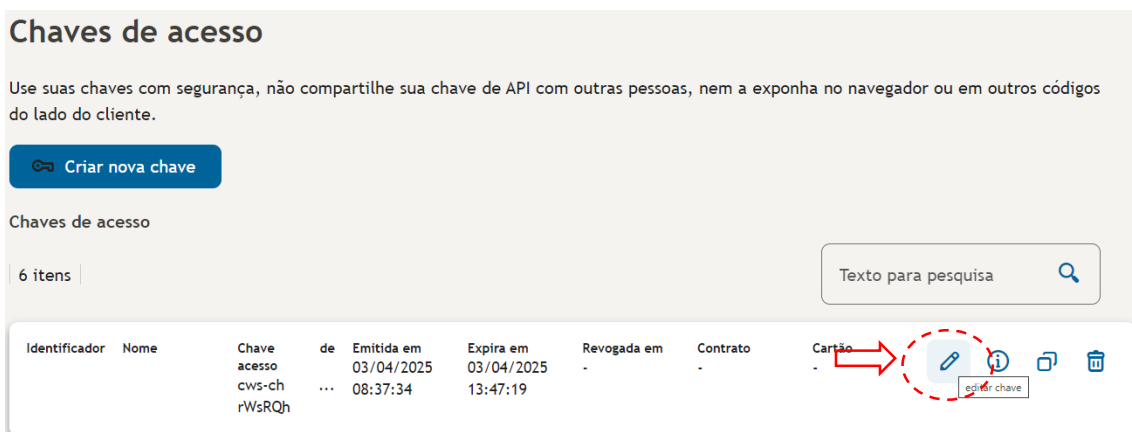 Chaves de acesso
Use suas chaves com segurança, não compartilhe sua chave de API com outras pessoas, nem a exponha no navegador ou em outros códigos
do lado do cliente.
Criar nova chave
Chaves de acesso
6 itens
Texto para pesquisa
Identificador Nome Chave de Emitida em Expira em Revogada em Contrato Cartão
acesso 03/04/2025 03/04/2025 - - -
cws-ch ... 08:37:34 13:47:19
rWsRQh
editar chave